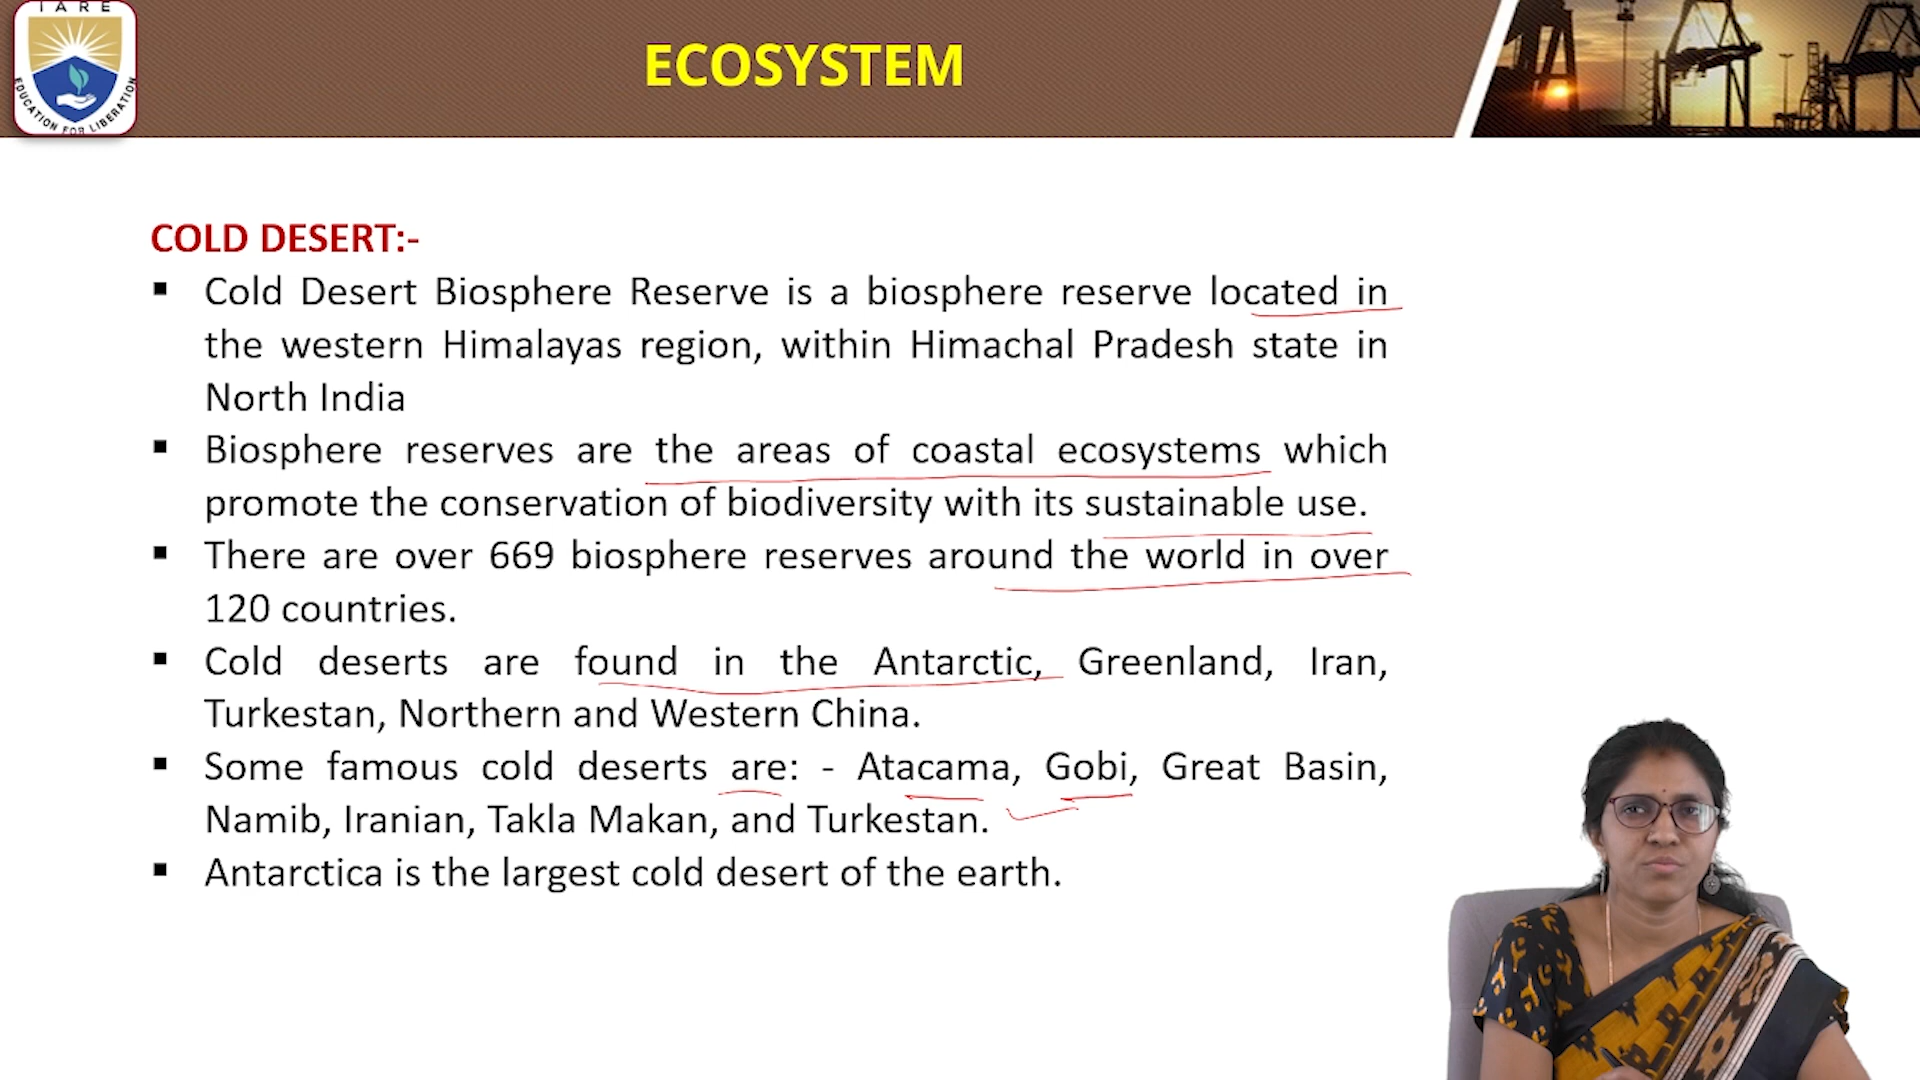 IARE
EDUCATION FOR LIBERATION
ECOSYSTEM
COLD DESERT:-
▪ Cold Desert Biosphere Reserve is a biosphere reserve located in
the western Himalayas region, within Himachal Pradesh state in
North India
▪ Biosphere reserves are the areas of coastal ecosystems which
promote the conservation of biodiversity with its sustainable use.
▪ There are over 669 biosphere reserves around the world in over
120 countries.
▪ Cold deserts are found in the Antarctic, Greenland, Iran,
Turkestan, Northern and Western China.
▪ Some famous cold deserts are: - Atacama, Gobi, Great Basin,
Namib, Iranian, Takla Makan, and Turkestan.
▪ Antarctica is the largest cold desert of the earth.